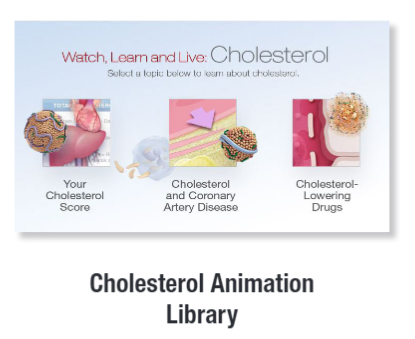 Watch, Learn and Live: Cholesterol
Select a topic below to learn about cholesterol.
TOTAL
Your
Cholesterol
Score
Cholesterol
and Coronary
Artery Disease
Cholesterol-
Lowering
Drugs
Cholesterol Animation
Library